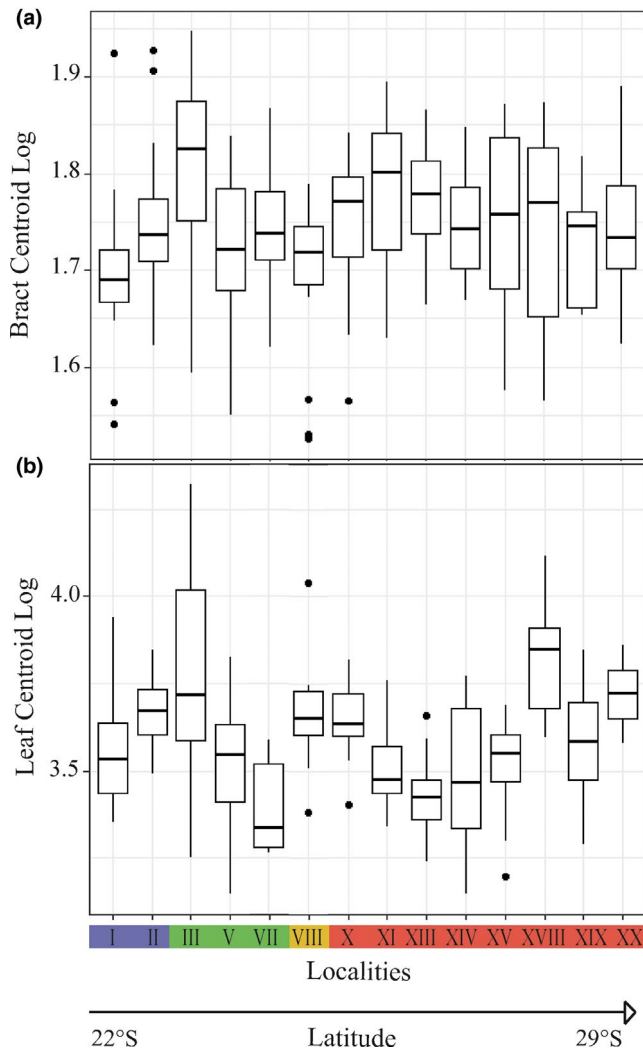 (a)
Bract Centroid Log
1.9
1.8
1.7
1.6
(b)
Leaf Centroid Log
4.0
3.5
I II III V VII VIII X XI XIII XIV XV XVIII XIX XX
Localities
22°S Latitude 29°S